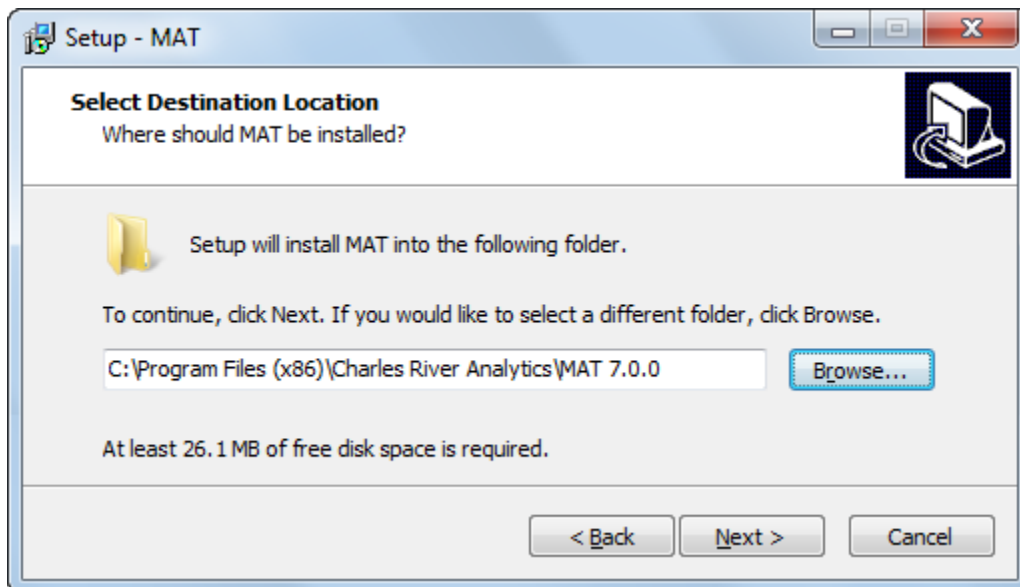 Setup - MAT
Select Destination Location
Where should MAT be installed?
Setup will install MAT into the following folder.
To continue, click Next. If you would like to select a different folder, click Browse.
C:\Program Files (x86)\Charles River Analytics\MAT 7.0.0
Browse...
At least 26.1 MB of free disk space is required.
< Back
Next >
Cancel